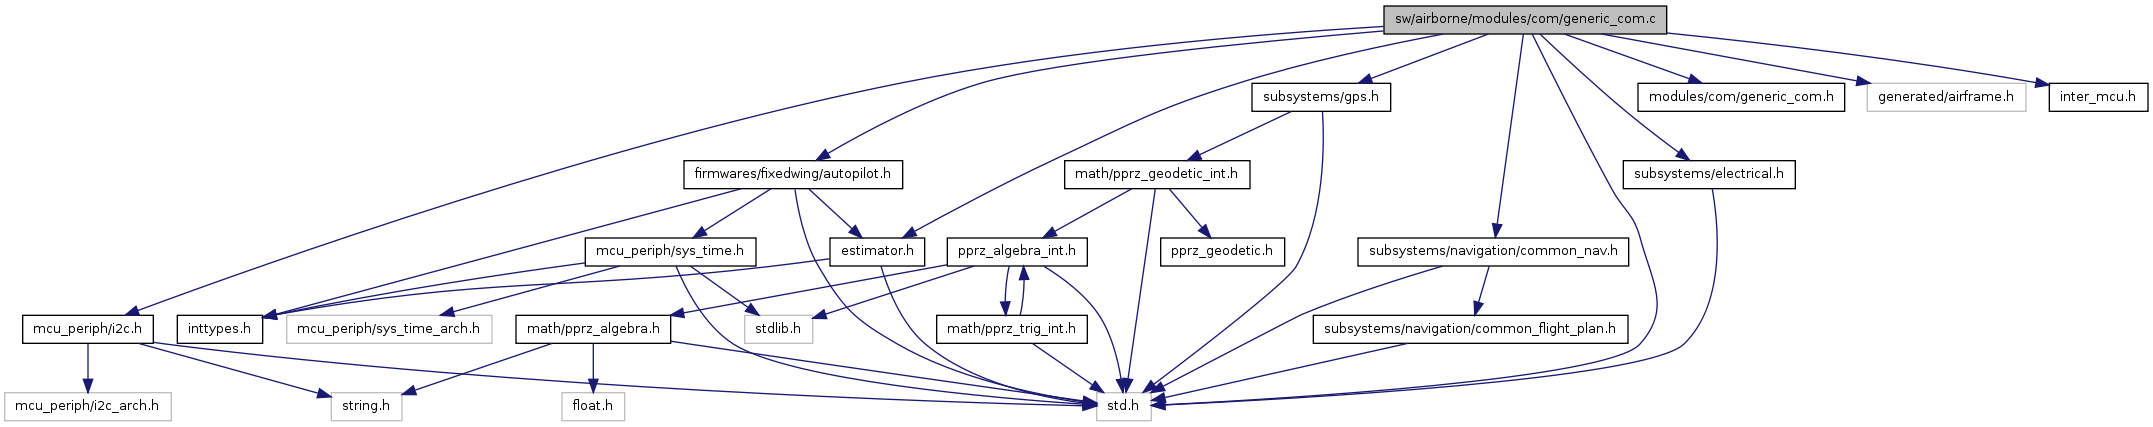 sw/airborne/modules/com/generic_com.c
subsystems/gps.h
modules/com/generic_com.h
generated/airframe.h
inter_mcu.h
firmwares/fixedwing/autopilot.h
math/pprz_geodetic_int.h
subsystems/electrical.h
mcu_periph/sys_time.h
estimator.h
pprz_algebra_int.h
pprz_geodetic.h
subsystems/navigation/common_nav.h
mcu_periph/i2c.h
inttypes.h
mcu_periph/sys_time_arch.h
math/pprz_algebra.h
stdlib.h
math/pprz_trig_int.h
subsystems/navigation/common_flight_plan.h
mcu_periph/i2c_arch.h
string.h
float.h
std.h